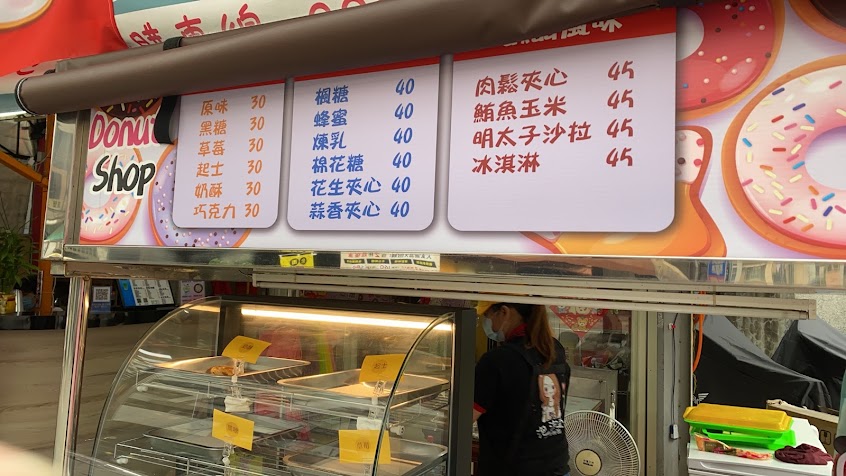 Donut
Shop
原味 30
黑糖 30
草莓 30
起士 30
奶酥 30
巧克力 30
楓糖 40
蜂蜜 40
煉乳 40
棉花糖 40
花生夾心 40
蒜香夾心 40
風味
肉鬆夾心 45
鮪魚玉米 45
明太子沙拉 45
冰淇淋 45